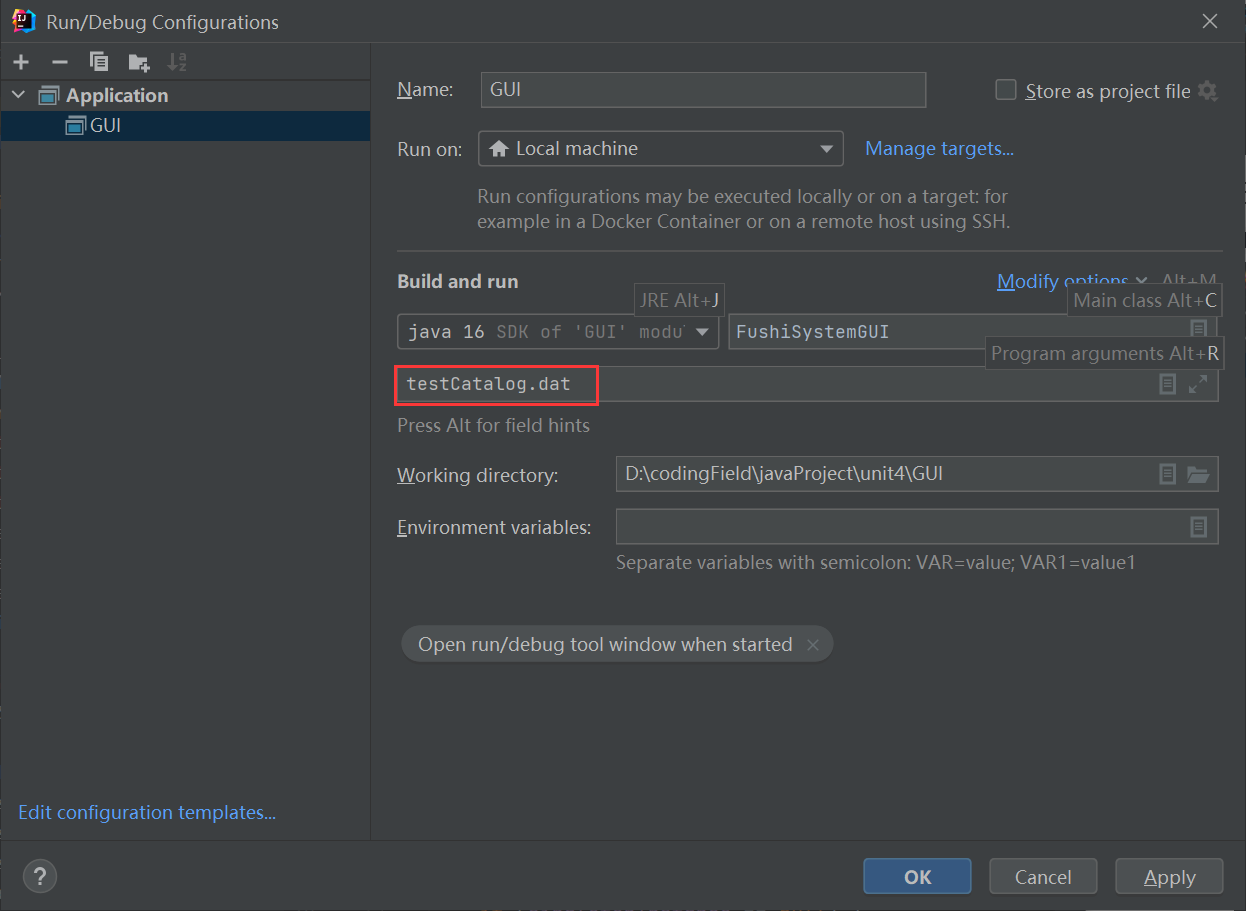 Run/Debug Configurations
Application
GUI
Name: GUI
Store as project file
Run on: Local machine
Manage targets...
Run configurations may be executed locally or on a target: for
example in a Docker Container or on a remote host using SSH.
Build and run
Modify options Alt+M
JRE Alt+J
Main class Alt+C
java 16 SDK of 'GUI' modu
FushiSystemGUI
Program arguments Alt+R
testCatalog.dat
Press Alt for field hints
Working directory: D:\codingField\javaProject\unit4\GUI
Environment variables:
Separate variables with semicolon: VAR=value; VAR1=value1
Open run/debug tool window when started
Edit configuration templates...
?
OK
Cancel
Apply